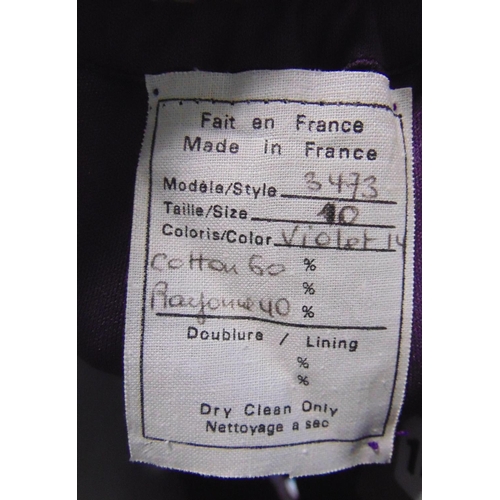 Fait en France
Made in France
Modèle/Style 3473
Taille/Size 10
Coloris/Color Violet 14
Cotton 60 %
%
Rayonne 40 %
Doublure / Lining
%
%
Dry Clean Only
Nettoyage a sec